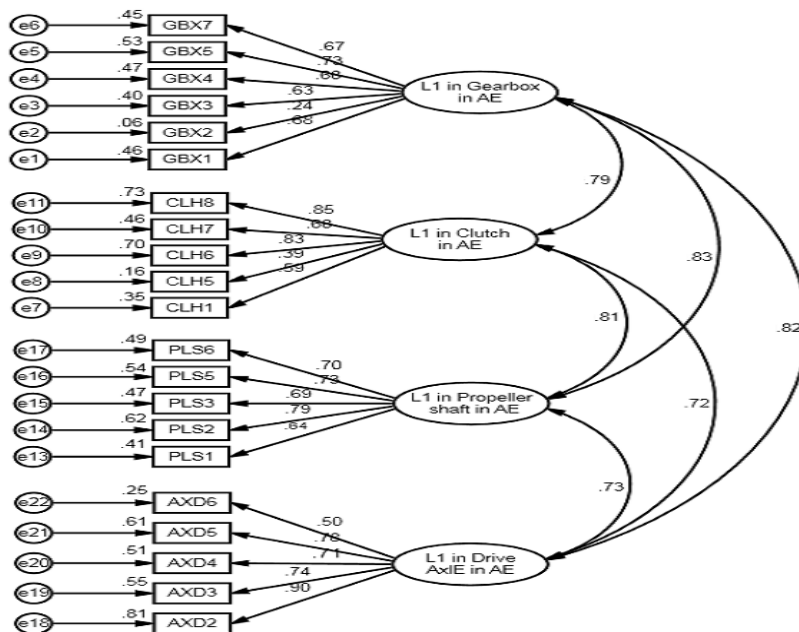 e6 .45 GBX7 .67
e5 .53 GBX5 .73
e4 .47 GBX4 .68
e3 .40 GBX3 .63
e2 .06 GBX2 .24
e1 .46 GBX1 .68
L1 in Gearbox
in AE
.79
e11 .73 CLH8 .85
e10 .46 CLH7 .68
e9 .70 CLH6 .83
e8 .16 CLH5 .39
e7 .35 CLH1 .59
L1 in Clutch
in AE
.83
.81
.82
e17 .49 PLS6 .70
e16 .54 PLS5 .73
e15 .47 PLS3 .69
e14 .62 PLS2 .79
e13 .41 PLS1 .64
L1 in Propeller
shaft in AE
.72
.73
e22 .25 AXD6 .50
e21 .61 AXD5 .78
e20 .51 AXD4 .71
e19 .55 AXD3 .74
e18 .81 AXD2 .90
L1 in Drive
AxlE in AE